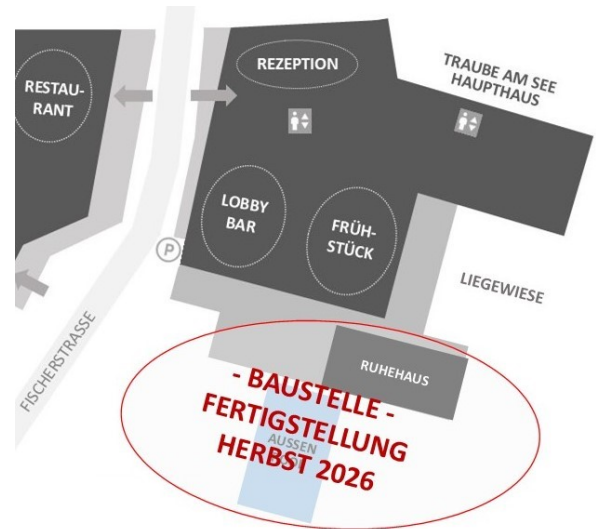 REZEPTION
TRAUBE AM SEE
HAUPTHAUS
RESTAU-
RANT
LOBBY
BAR
FRÜH-
STÜCK
P
LIEGEWIESE
FISCHERSTRASSE
RUHEHAUS
- BAUSTELLE -
FERTIGSTELLUNG
HERBST 2026
AUSSEN